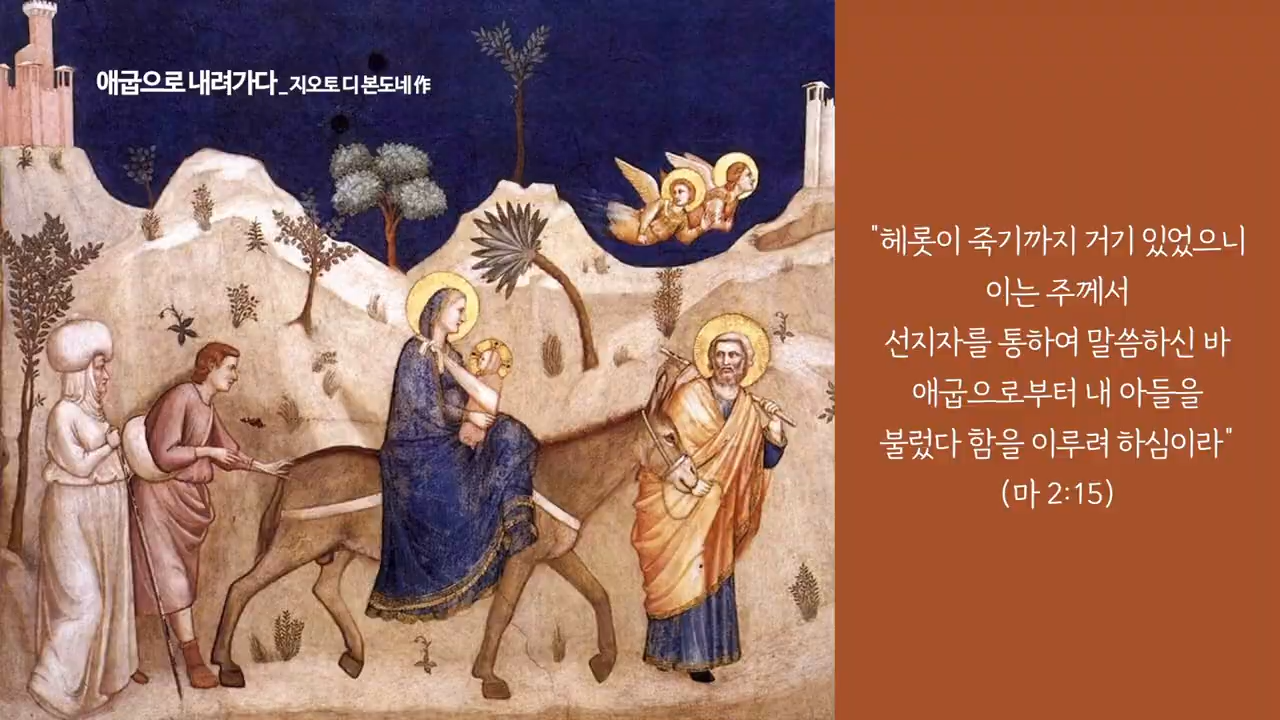 애굽으로 내려가다 _ 지오토 디 본도네 作
"헤롯이 죽기까지 거기 있었으니
이는 주께서
선지자를 통하여 말씀하신 바
애굽으로부터 내 아들을
불렀다 함을 이루려 하심이라"
(마 2:15)